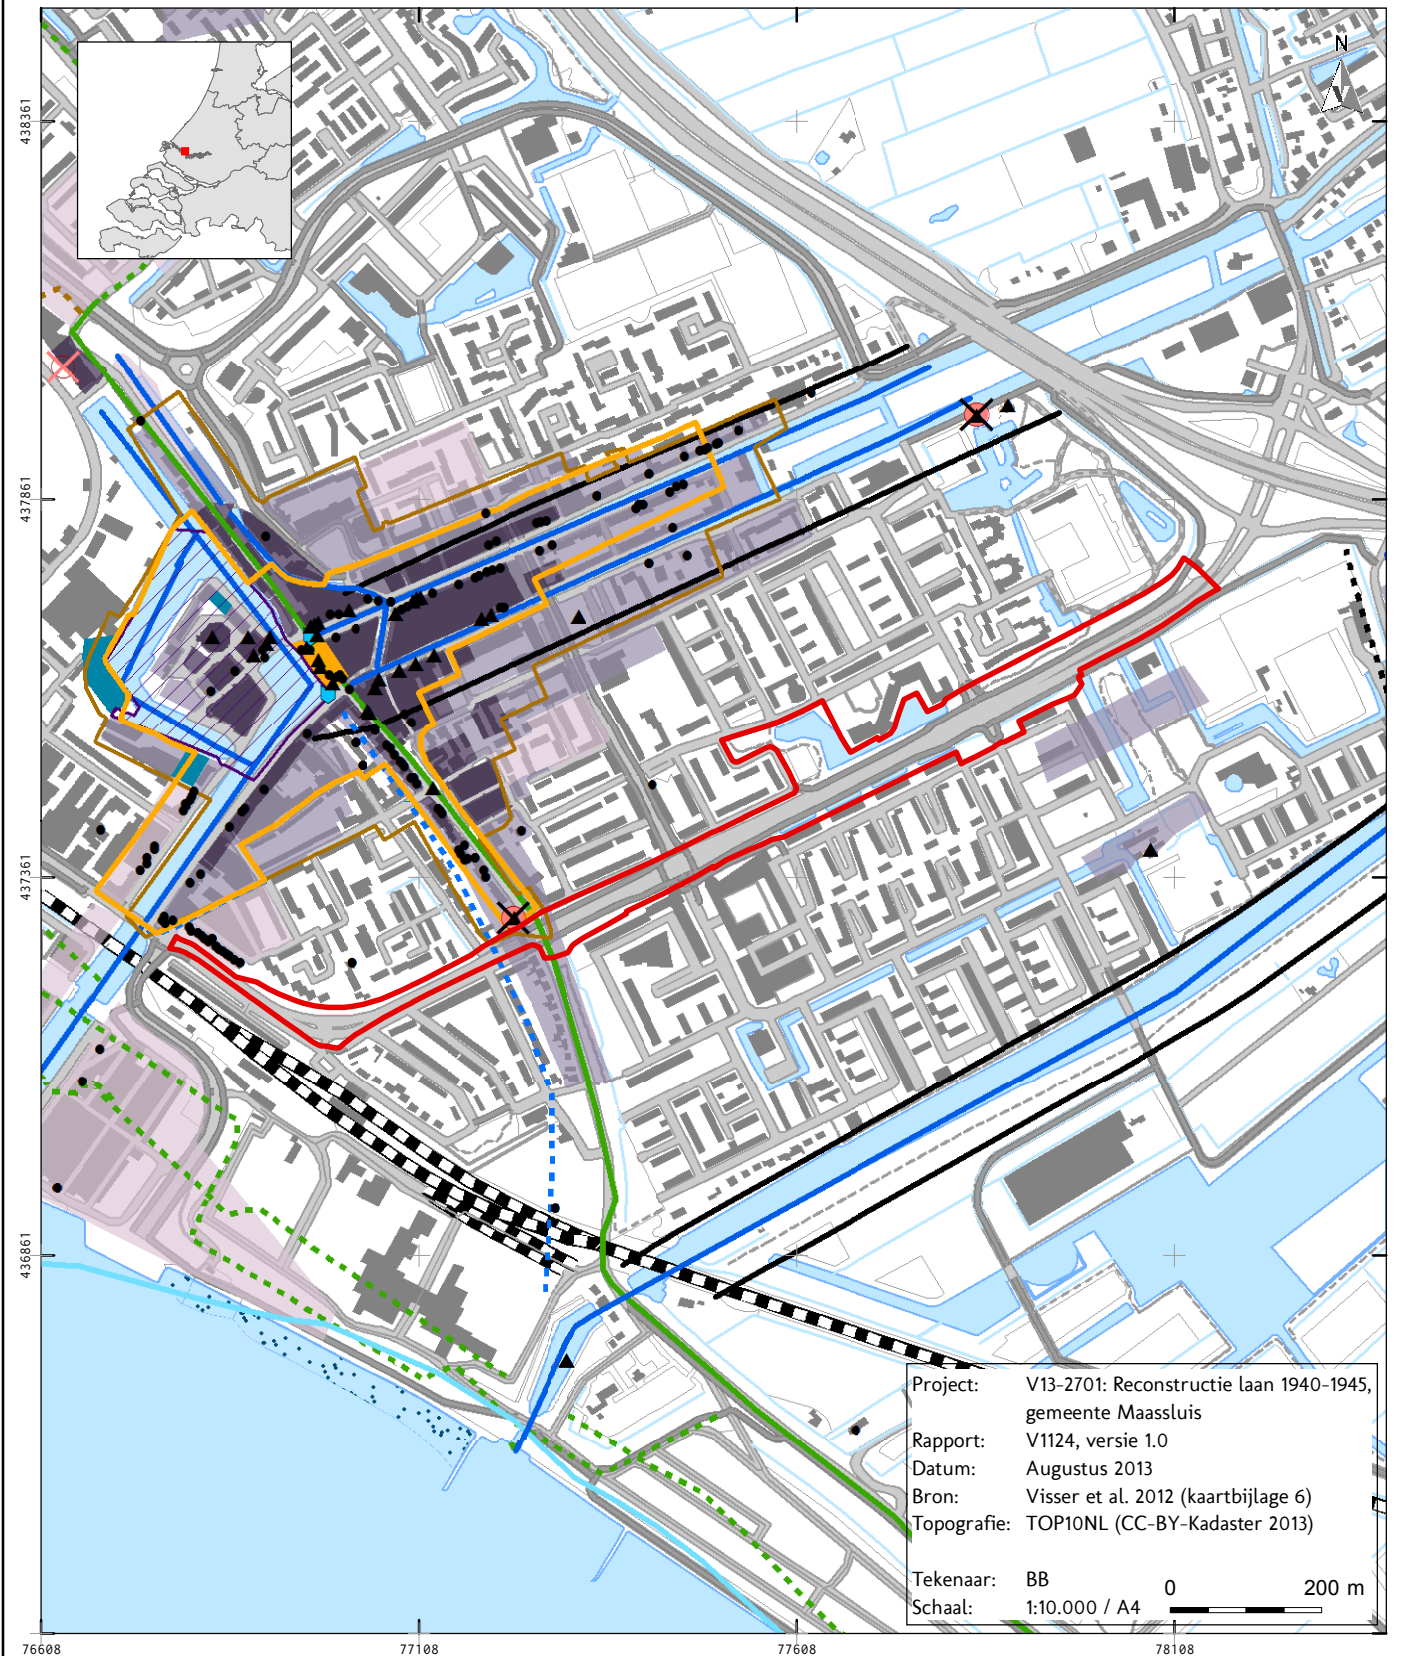 N
438361
437861
437361
436861
Project: V13-2701: Reconstructie laan 1940-1945,
gemeente Maassluis
Rapport: V1124, versie 1.0
Datum: Augustus 2013
Bron: Visser et al. 2012 (kaartbijlage 6)
Topografie: TOP10NL (CC-BY-Kadaster 2013)
Tekenaar: BB
Schaal: 1:10.000 / A4
0 200 m
76608 77108 77608 78108